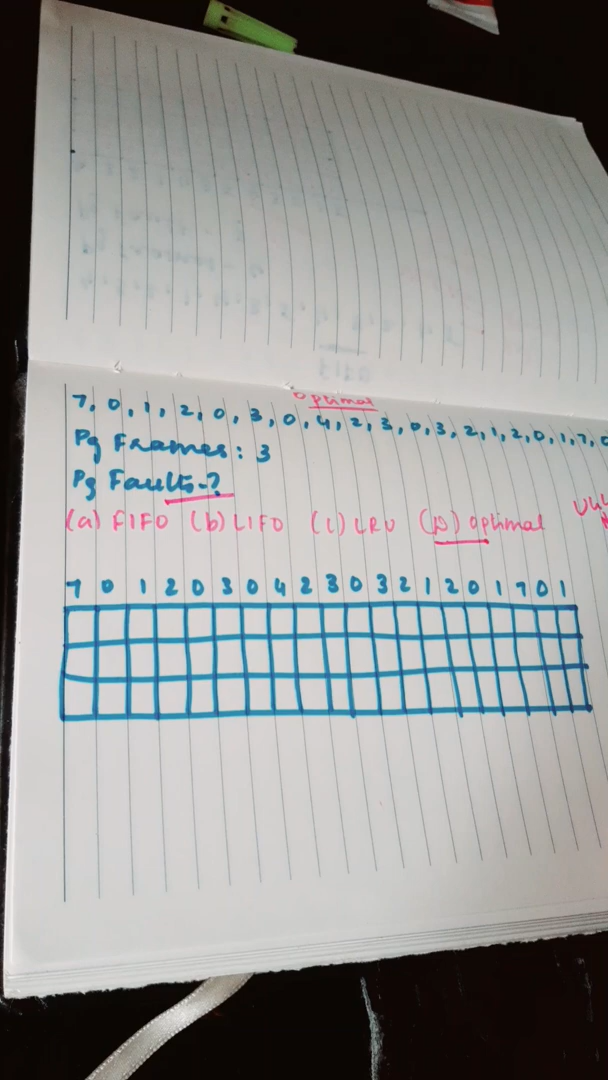 Optimal
7, 0, 1, 2, 0, 3, 0, 4, 2, 3, 0, 3, 2, 1, 2, 0, 1, 7, 0
Pg Frames: 3
Pg Faults-?
(a) FIFO (b) LIFO (c) LRU (D) Optimal
7 0 1 2 0 3 0 4 2 3 0 3 2 1 2 0 1 7 0 1